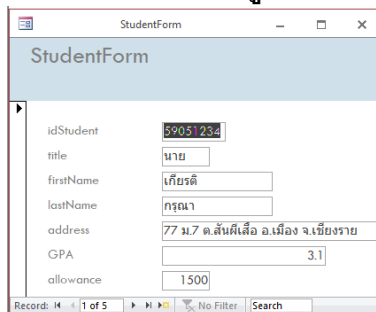 StudentForm
StudentForm
idStudent 59051234
title นาย
firstName เกียรติ
lastName กรุณา
address 77 ม.7 ต.สันผีเสื้อ อ.เมือง จ.เชียงราย
GPA 3.1
allowance 1500
Record: 1 of 5 No Filter Search